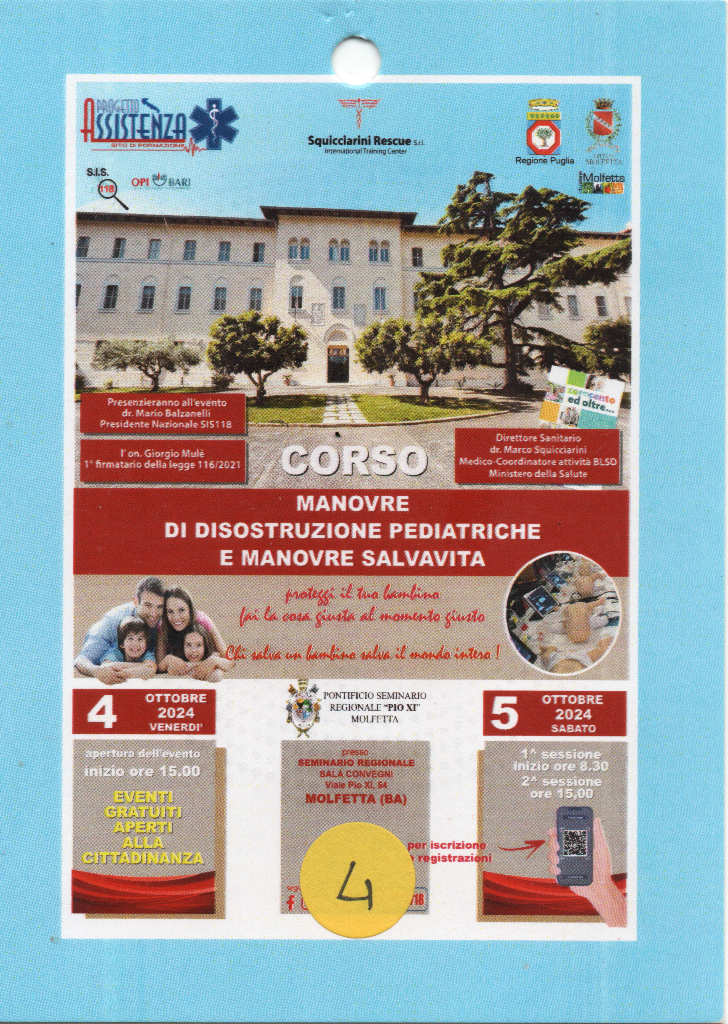 PROGETTO
ASSISTENZA
SITO DI FORMAZIONE
Squicciarini Rescue s.r.l.
International Training Center
Regione Puglia
MOLFETTA
Molfetta
S.I.S.
118
OPI BARI
zerocento
ed oltre...
Presenzieranno all'evento
dr. Mario Balzanelli
Presidente Nazionale SIS118
l' on. Giorgio Mulè
1° firmatario della legge 116/2021
Direttore Sanitario
dr. Marco Squicciarini
Medico-Coordinatore attività BLSD
Ministero della Salute
CORSO
MANOVRE
DI DISOSTRUZIONE PEDIATRICHE
E MANOVRE SALVAVITA
proteggi il tuo bambino
fai la cosa giusta al momento giusto
Chi salva un bambino salva il mondo intero !
4 OTTOBRE
2024
VENERDI'
PONTIFICIO SEMINARIO
REGIONALE "PIO XI"
MOLFETTA
5 OTTOBRE
2024
SABATO
apertura dell'evento
inizio ore 15.00
EVENTI
GRATUITI
APERTI
ALLA
CITTADINANZA
presso
SEMINARIO REGIONALE
SALA CONVEGNI
Viale Pio XI, 54
MOLFETTA (BA)
1^ sessione
inizio ore 8.30
2^ sessione
ore 15,00
per iscrizione
e registrazioni
4